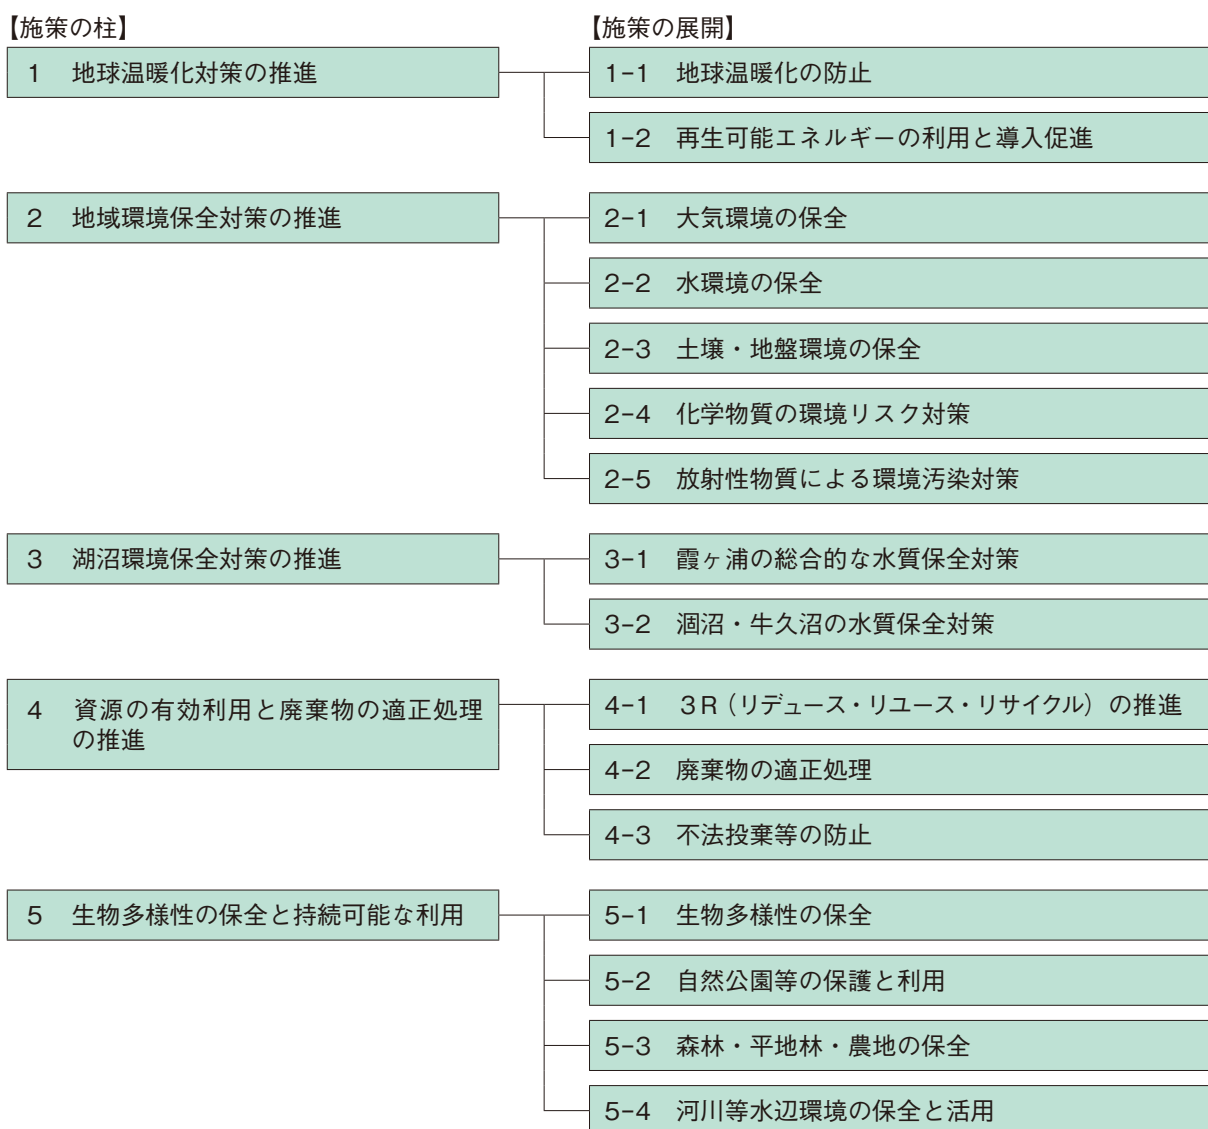 【施策の柱】
【施策の展開】
1 地球温暖化対策の推進
1-1 地球温暖化の防止
1-2 再生可能エネルギーの利用と導入促進
2 地域環境保全対策の推進
2-1 大気環境の保全
2-2 水環境の保全
2-3 土壌・地盤環境の保全
2-4 化学物質の環境リスク対策
2-5 放射性物質による環境汚染対策
3 湖沼環境保全対策の推進
3-1 霞ヶ浦の総合的な水質保全対策
3-2 涸沼・牛久沼の水質保全対策
4 資源の有効利用と廃棄物の適正処理
の推進
4-1 3R(リデュース・リユース・リサイクル)の推進
4-2 廃棄物の適正処理
4-3 不法投棄等の防止
5 生物多様性の保全と持続可能な利用
5-1 生物多様性の保全
5-2 自然公園等の保護と利用
5-3 森林・平地林・農地の保全
5-4 河川等水辺環境の保全と活用